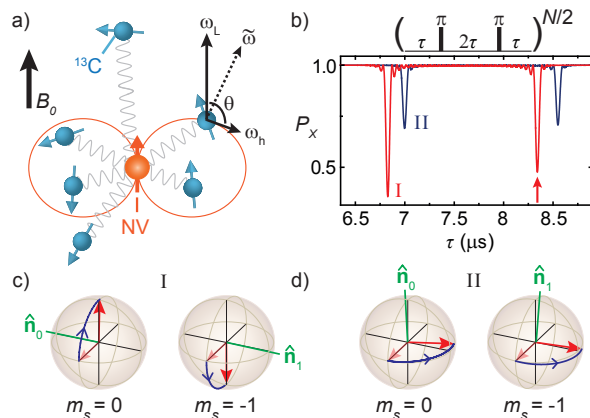 a)
ω_L
ω̃
13C
θ
B_0
ω_h
NV
b)
π π
( τ 2τ τ )^N/2
1.0
P_x
II
0.5
I
6.5 7.0 7.5 8.0 8.5
τ (μs)
c) I
n̂_0
n̂_1
m_s = 0 m_s = -1
d) II
n̂_0 n̂_1
m_s = 0 m_s = -1